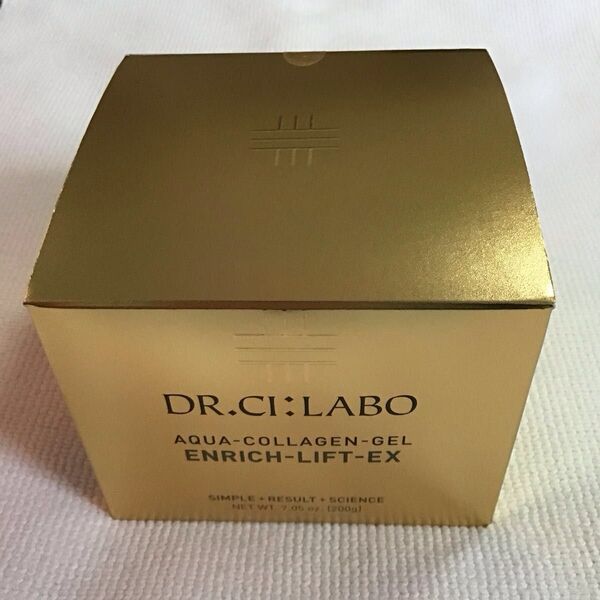 DR.CI:LABO
AQUA-COLLAGEN-GEL
ENRICH-LIFT-EX
SIMPLE + RESULT + SCIENCE
NET WT. 7.05 oz. [200g]